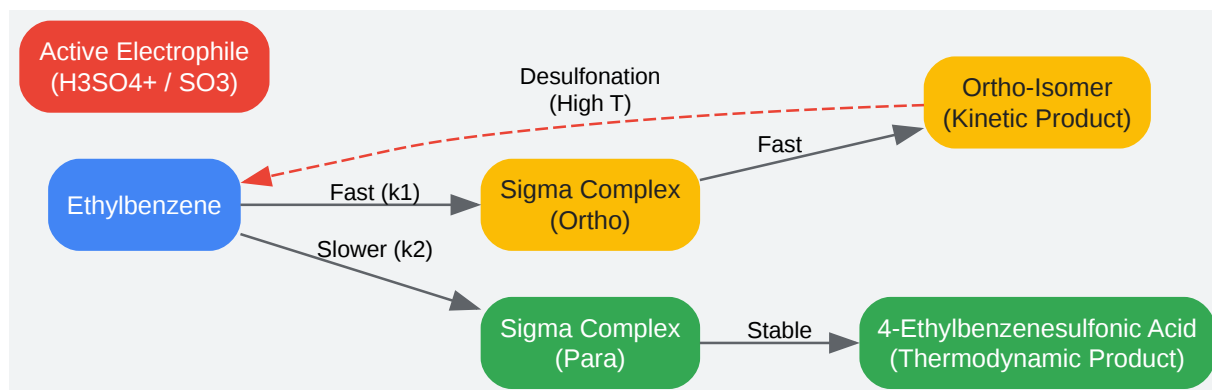 Active Electrophile
(H3SO4+ / SO3)
Desulfonation
(High T)
Ortho-Isomer
(Kinetic Product)
Fast
Ethylbenzene
Fast (k1)
Sigma Complex
(Ortho)
Slower (k2)
Sigma Complex
(Para)
Stable
4-Ethylbenzenesulfonic Acid
(Thermodynamic Product)